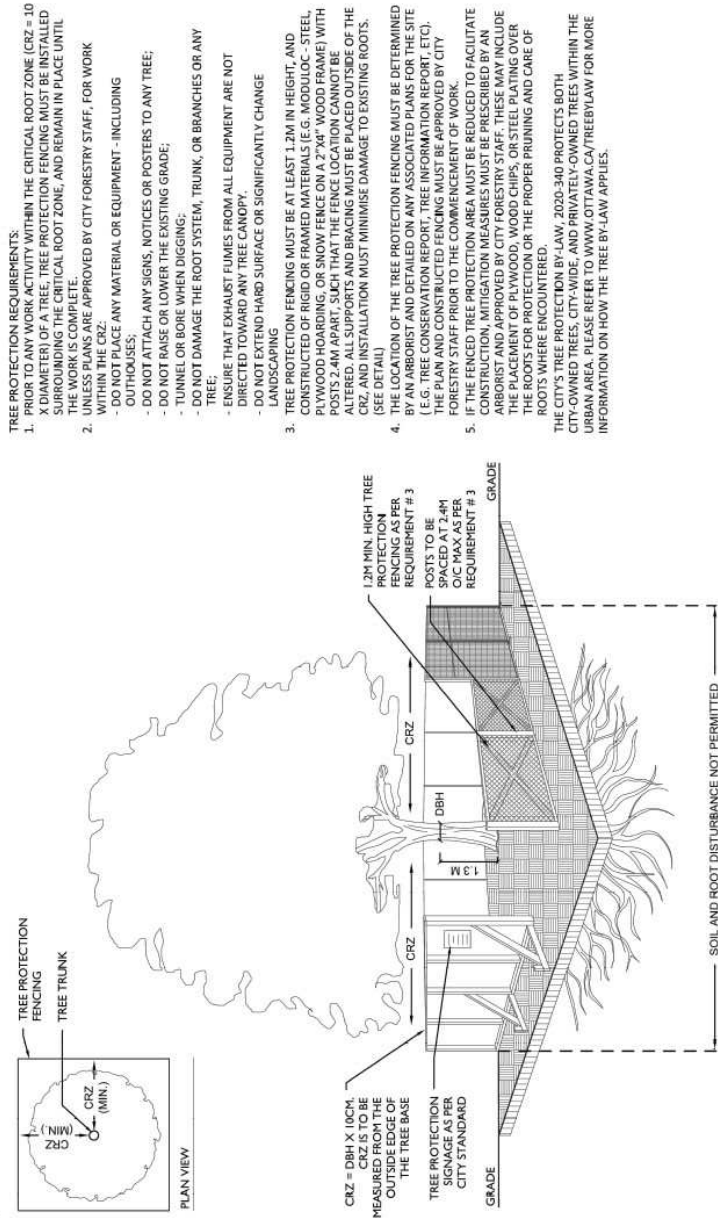 TREE PROTECTION REQUIREMENTS:
1. PRIOR TO ANY WORK ACTIVITY WITHIN THE CRITICAL ROOT ZONE (CRZ = 10
X DIAMETER) OF A TREE, TREE PROTECTION FENCING MUST BE INSTALLED
SURROUNDING THE CRITICAL ROOT ZONE, AND REMAIN IN PLACE UNTIL
THE WORK IS COMPLETE.
2. UNLESS PLANS ARE APPROVED BY CITY FORESTRY STAFF, FOR WORK
WITHIN THE CRZ:
- DO NOT PLACE ANY MATERIAL OR EQUIPMENT - INCLUDING
OUTHOUSES;
- DO NOT ATTACH ANY SIGNS, NOTICES OR POSTERS TO ANY TREE;
- DO NOT RAISE OR LOWER THE EXISTING GRADE;
- TUNNEL OR BORE WHEN DIGGING;
- DO NOT DAMAGE THE ROOT SYSTEM, TRUNK, OR BRANCHES OR ANY
TREE;
- ENSURE THAT EXHAUST FUMES FROM ALL EQUIPMENT ARE NOT
DIRECTED TOWARD ANY TREE CANOPY.
- DO NOT EXTEND HARD SURFACE OR SIGNIFICANTLY CHANGE
LANDSCAPING
3. TREE PROTECTION FENCING MUST BE AT LEAST 1.2M IN HEIGHT, AND
CONSTRUCTED OF RIGID OR FRAMED MATERIALS (E.G. MODULOC - STEEL,
PLYWOOD HOARDING, OR SNOW FENCE ON A 2"X4" WOOD FRAME) WITH
POSTS 2.4M APART, SUCH THAT THE FENCE LOCATION CANNOT BE
ALTERED. ALL SUPPORTS AND BRACING MUST BE PLACED OUTSIDE OF THE
CRZ, AND INSTALLATION MUST MINIMISE DAMAGE TO EXISTING ROOTS.
(SEE DETAIL)
4. THE LOCATION OF THE TREE PROTECTION FENCING MUST BE DETERMINED
BY AN ARBORIST AND DETAILED ON ANY ASSOCIATED PLANS FOR THE SITE
( E.G. TREE CONSERVATION REPORT, TREE INFORMATION REPORT, ETC).
THE PLAN AND CONSTRUCTED FENCING MUST BE APPROVED BY CITY
FORESTRY STAFF PRIOR TO THE COMMENCEMENT OF WORK.
5. IF THE FENCED TREE PROTECTION AREA MUST BE REDUCED TO FACILITATE
CONSTRUCTION, MITIGATION MEASURES MUST BE PRESCRIBED BY AN
ARBORIST AND APPROVED BY CITY FORESTRY STAFF. THESE MAY INCLUDE
THE PLACEMENT OF PLYWOOD, WOOD CHIPS, OR STEEL PLATING OVER
THE ROOTS FOR PROTECTION OR THE PROPER PRUNING AND CARE OF
ROOTS WHERE ENCOUNTERED.
THE CITY'S TREE PROTECTION BY-LAW, 2020-340 PROTECTS BOTH
CITY-OWNED TREES, CITY-WIDE, AND PRIVATELY-OWNED TREES WITHIN THE
URBAN AREA. PLEASE REFER TO WWW.OTTAWA.CA/TREEBYLAW FOR MORE
INFORMATION ON HOW THE TREE BY-LAW APPLIES.
TREE PROTECTION
FENCING
TREE TRUNK
CRZ
(MIN.)
CRZ
(MIN.)
PLAN VIEW
CRZ = DBH X 10CM.
CRZ IS TO BE
MEASURED FROM THE
OUTSIDE EDGE OF
THE TREE BASE
TREE PROTECTION
SIGNAGE AS PER
CITY STANDARD
GRADE
CRZ
1.3 M
DBH
CRZ
1.2M MIN. HIGH TREE
PROTECTION
FENCING AS PER
REQUIREMENT # 3
POSTS TO BE
SPACED AT 2.4M
O/C MAX AS PER
REQUIREMENT # 3
GRADE
SOIL AND ROOT DISTURBANCE NOT PERMITTED